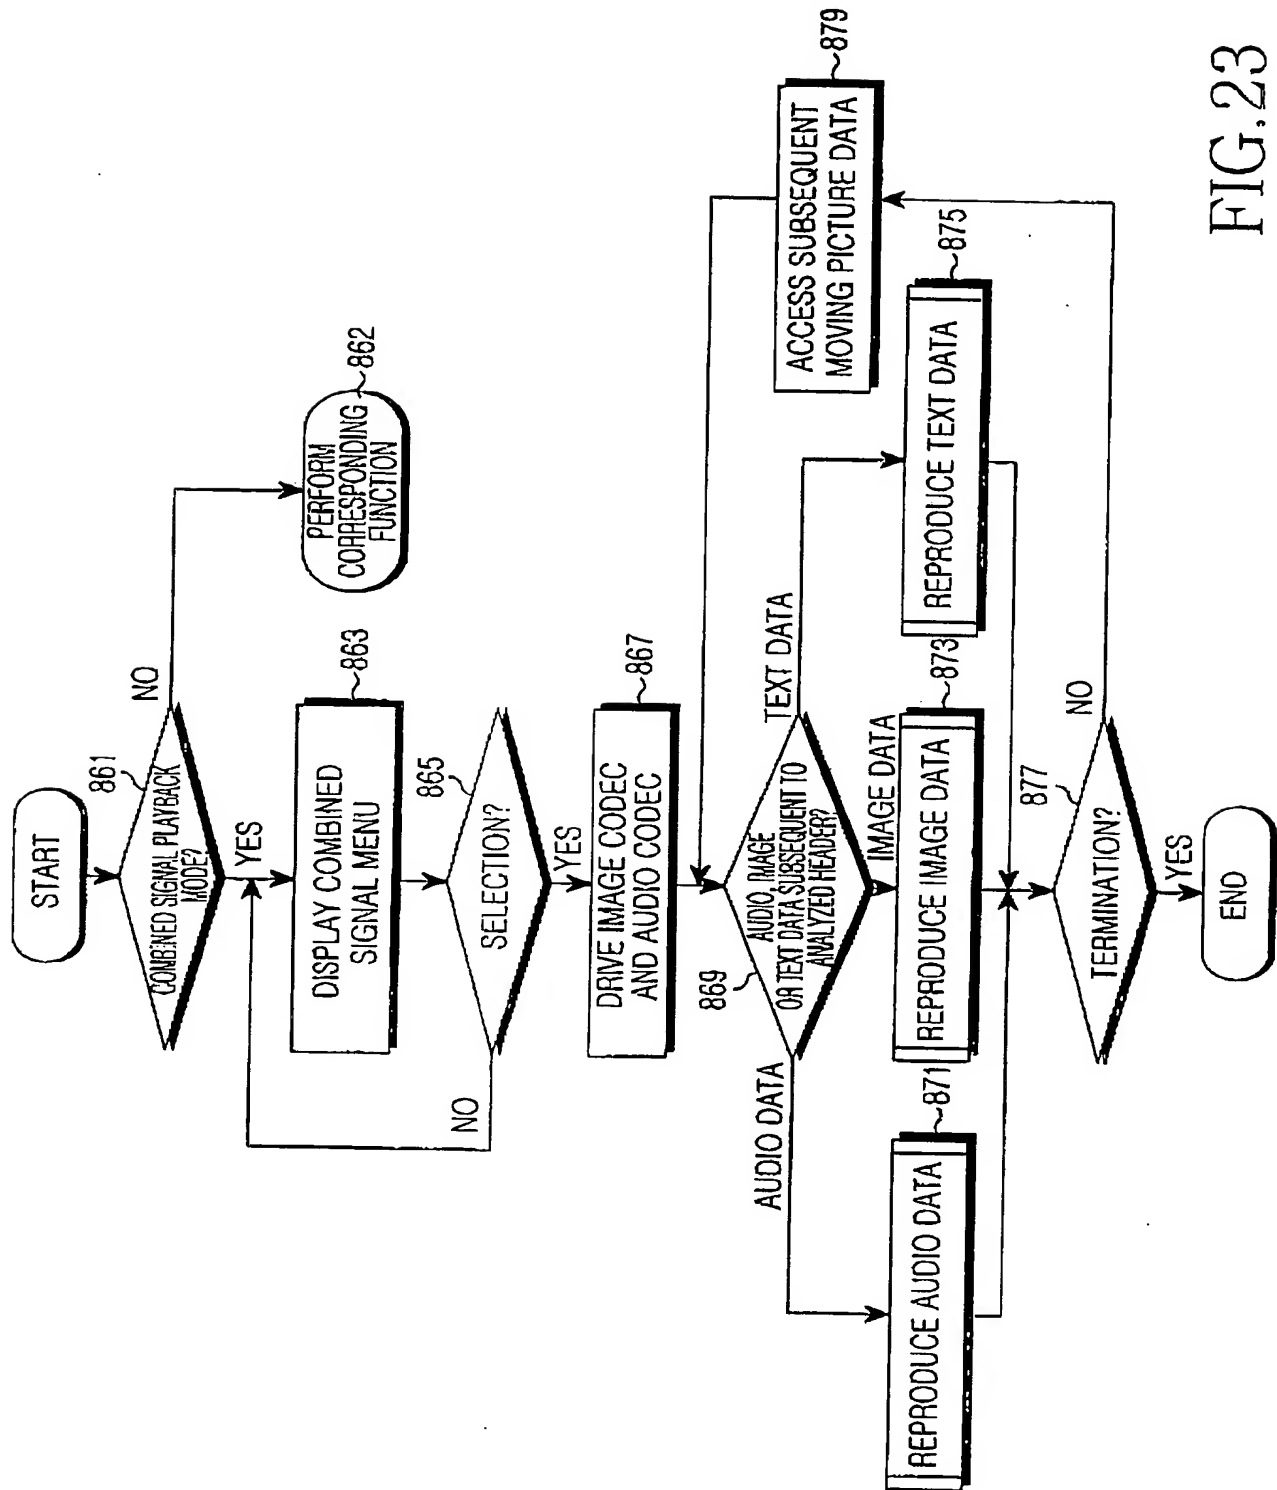 START
861
COMBINED SIGNAL PLAYBACK
MODE?
NO
YES
PERFORM
CORRESPONDING
FUNCTION
862
DISPLAY COMBINED
SIGNAL MENU
863
865
SELECTION?
NO
YES
DRIVE IMAGE CODEC
AND AUDIO CODEC
867
869
AUDIO, IMAGE
OR TEXT DATA SUBSEQUENT TO
ANALYZED HEADER?
AUDIO DATA
IMAGE DATA
TEXT DATA
ACCESS SUBSEQUENT
MOVING PICTURE DATA
879
REPRODUCE AUDIO DATA
871
REPRODUCE IMAGE DATA
873
REPRODUCE TEXT DATA
875
877
TERMINATION?
NO
YES
END
FIG.23